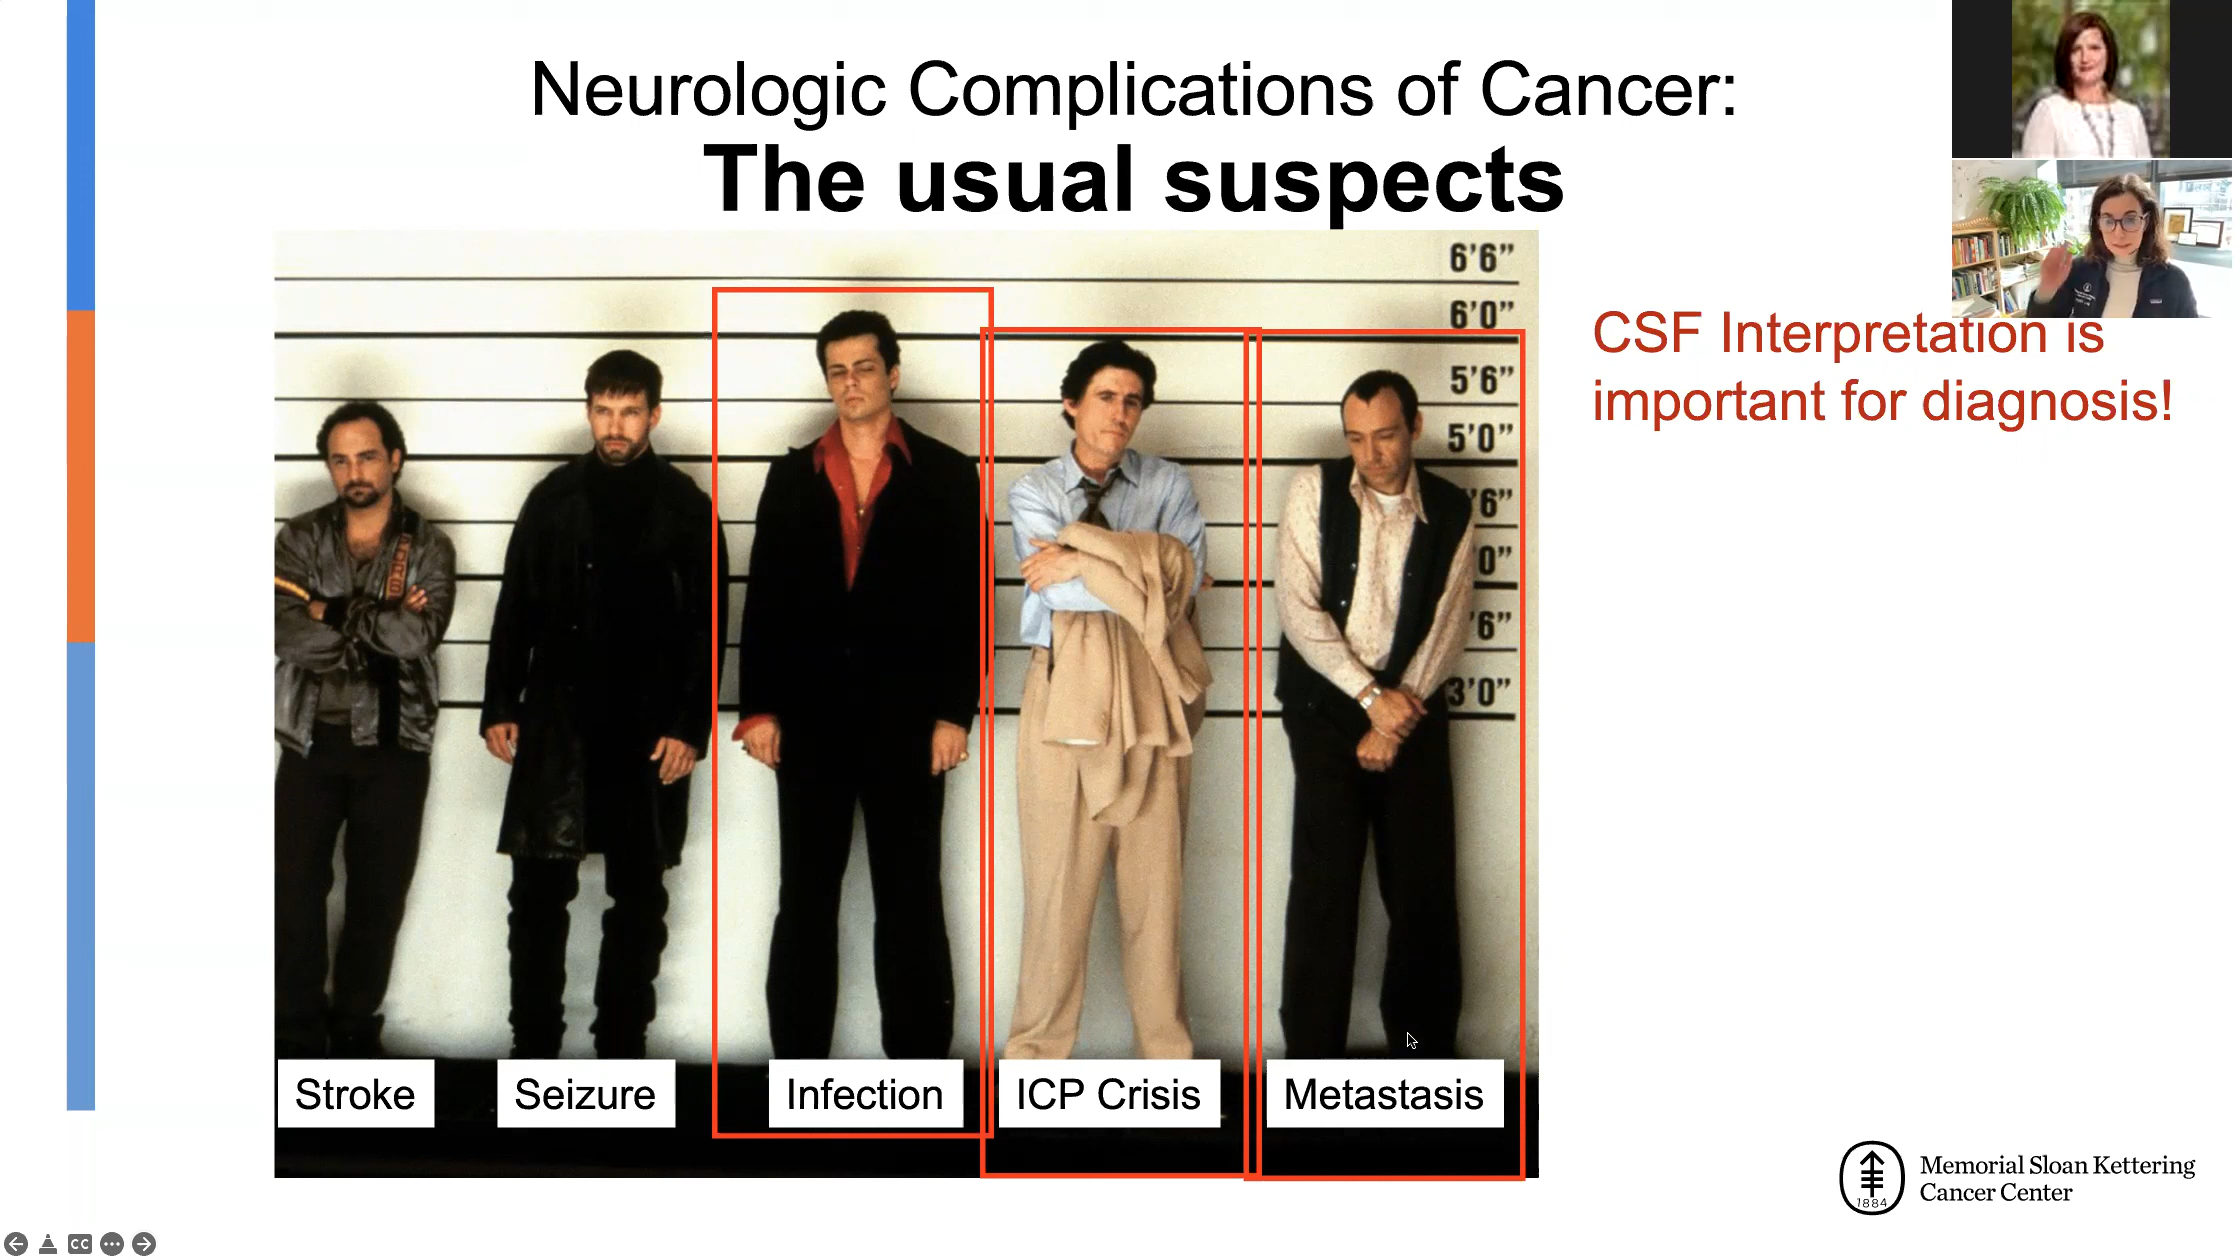 Neurologic Complications of Cancer:
The usual suspects
6'6"
6'0"
5'6"
5'0"
'6"
'0"
'6"
3'0"
CSF Interpretation is
important for diagnosis!
Stroke
Seizure
Infection
ICP Crisis
Metastasis
1884
Memorial Sloan Kettering
Cancer Center
CC